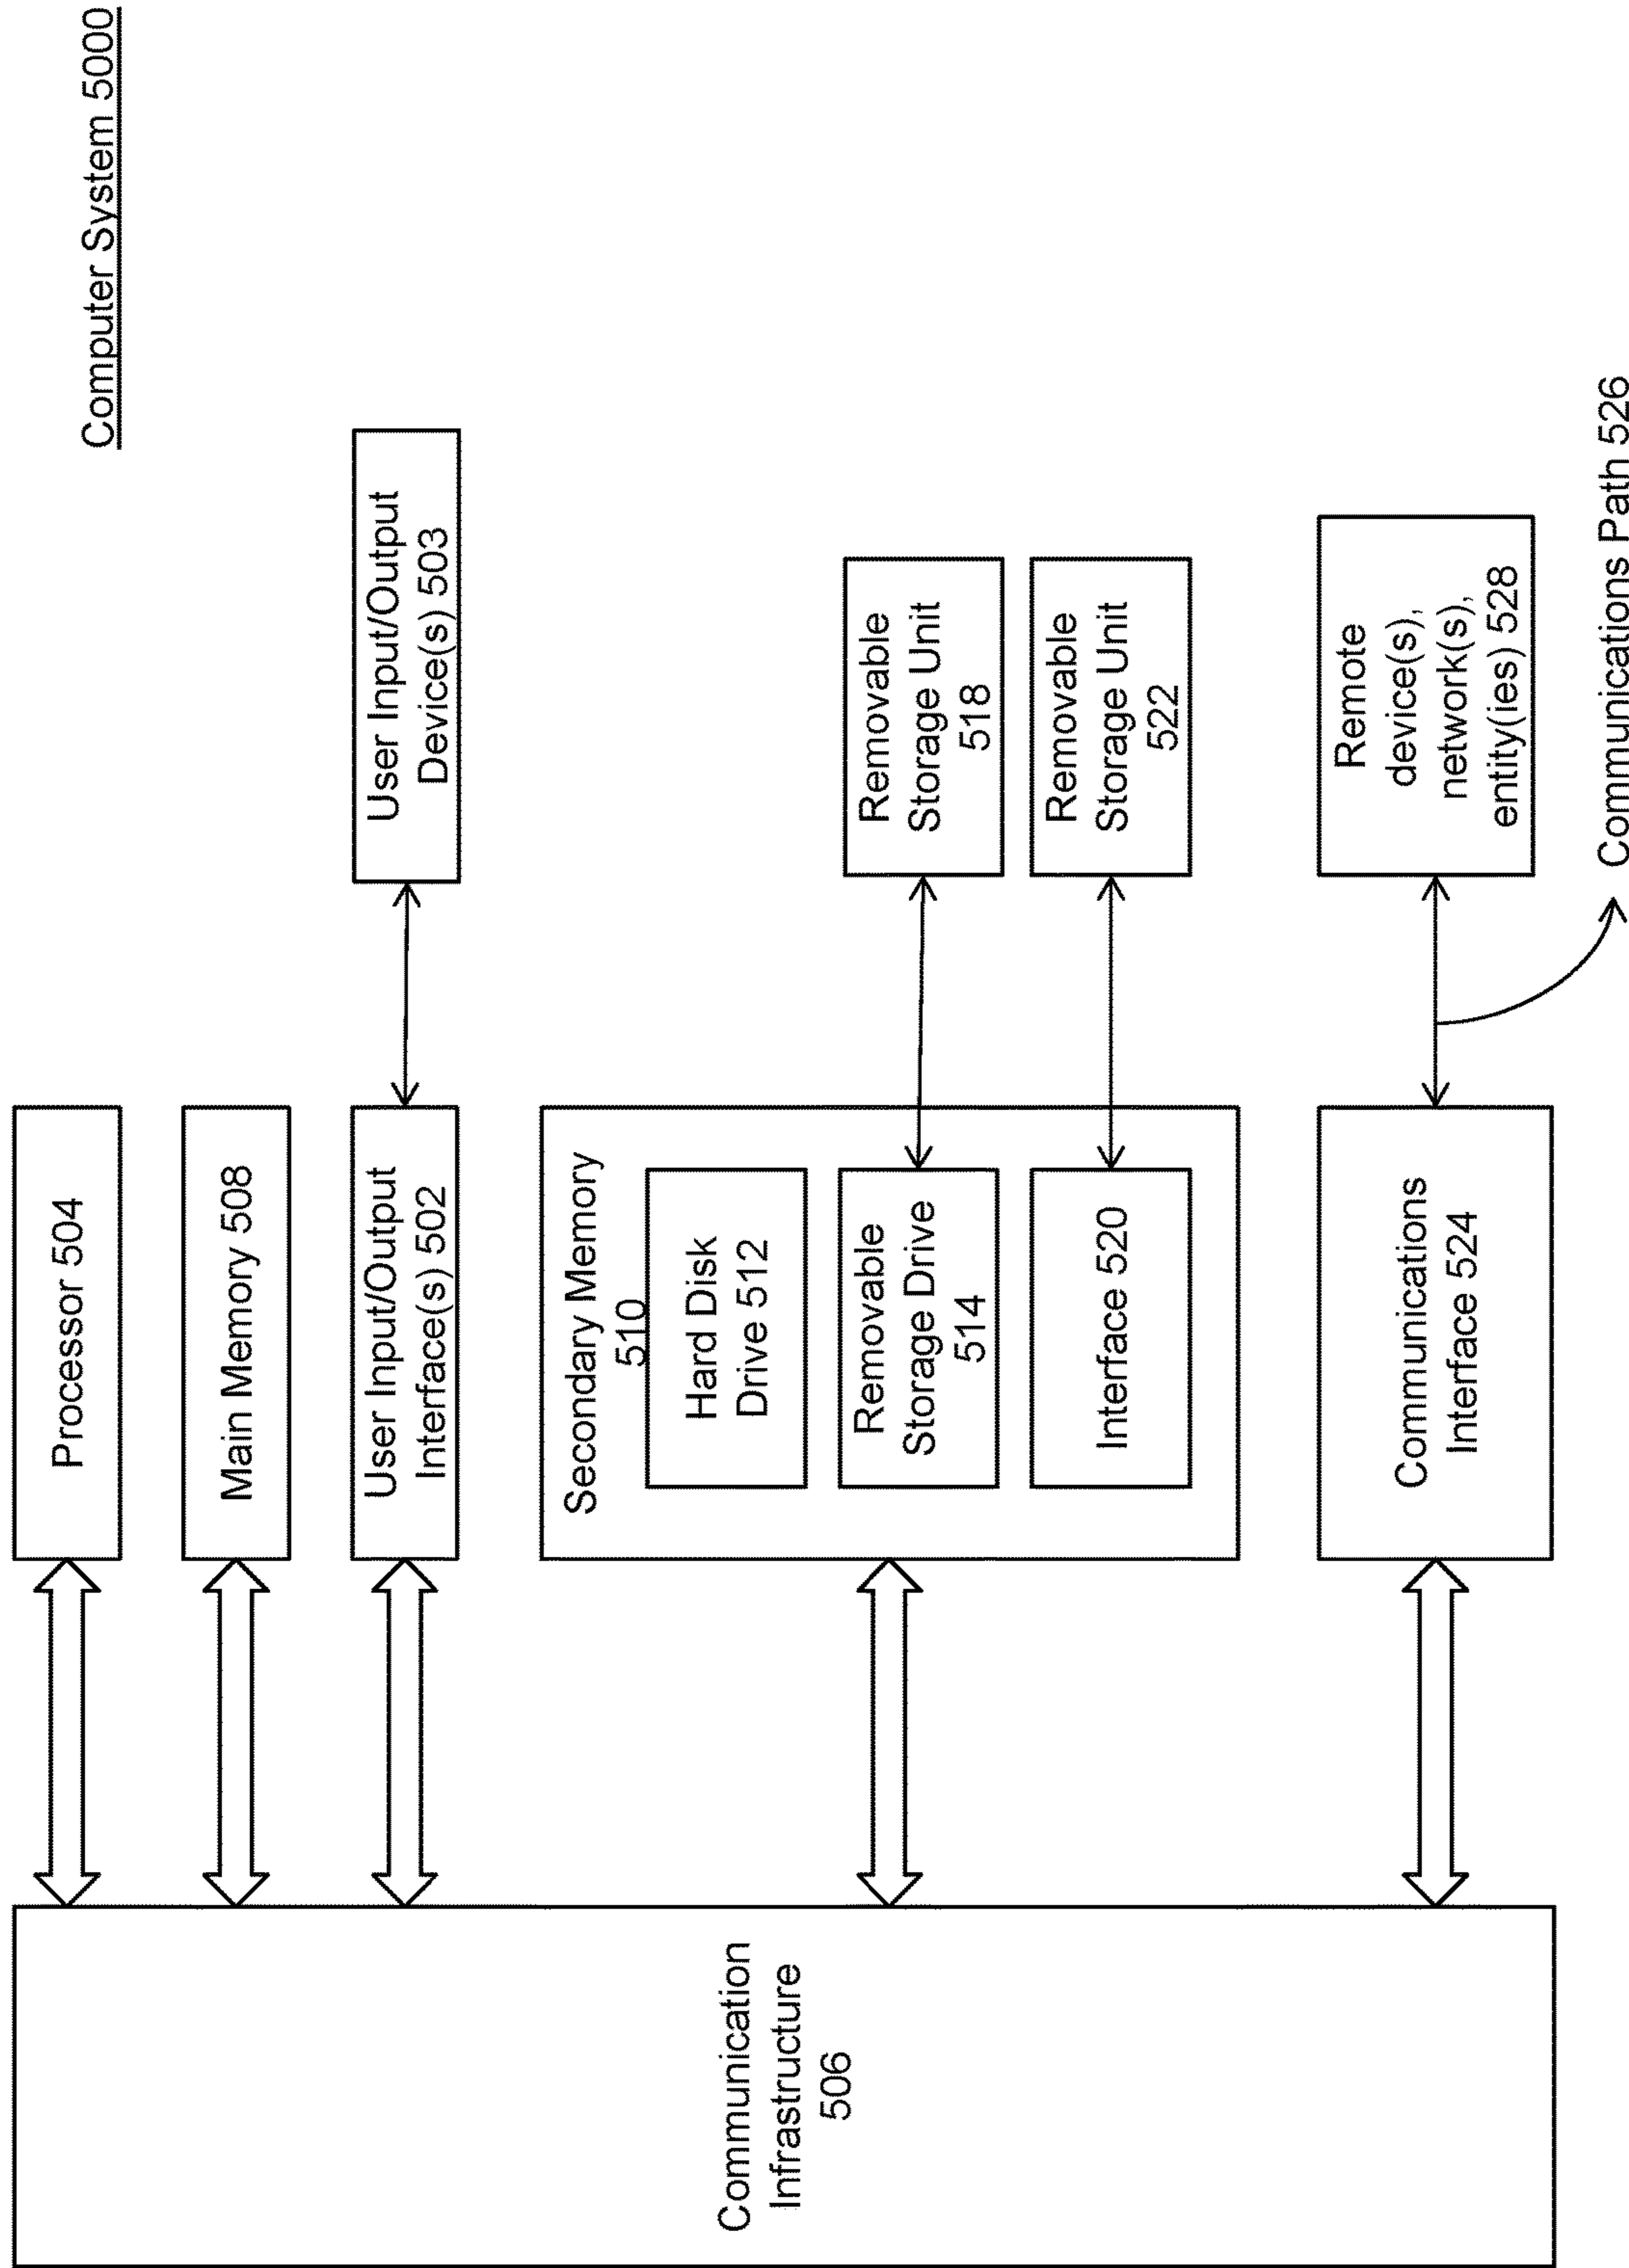 Computer System 5000
Processor 504
Main Memory 508
User Input/Output
Interface(s) 502
User Input/Output
Device(s) 503
Communication
Infrastructure
506
Secondary Memory
510
Hard Disk
Drive 512
Removable
Storage Drive
514
Removable
Storage Unit
518
Interface 520
Removable
Storage Unit
522
Communications
Interface 524
Remote
device(s),
network(s),
entity(ies) 528
Communications Path 526